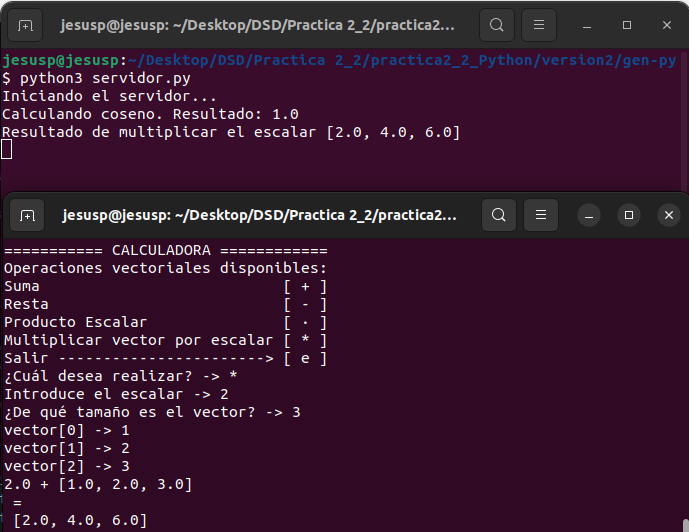 jesusp@jesusp: ~/Desktop/DSD/Practica 2_2/practica2...
jesusp@jesusp:~/Desktop/DSD/Practica 2_2/practica2_2_Python/version2/gen-py
$ python3 servidor.py
Iniciando el servidor...
Calculando coseno. Resultado: 1.0
Resultado de multiplicar el escalar [2.0, 4.0, 6.0]
jesusp@jesusp: ~/Desktop/DSD/Practica 2_2/practica2...
=========== CALCULADORA ============
Operaciones vectoriales disponibles:
Suma                           [ + ]
Resta                          [ - ]
Producto Escalar               [ · ]
Multiplicar vector por escalar [ * ]
Salir -----------------------> [ e ]
¿Cuál desea realizar? -> *
Introduce el escalar -> 2
¿De qué tamaño es el vector? -> 3
vector[0] -> 1
vector[1] -> 2
vector[2] -> 3
2.0 + [1.0, 2.0, 3.0]
 =
 [2.0, 4.0, 6.0]